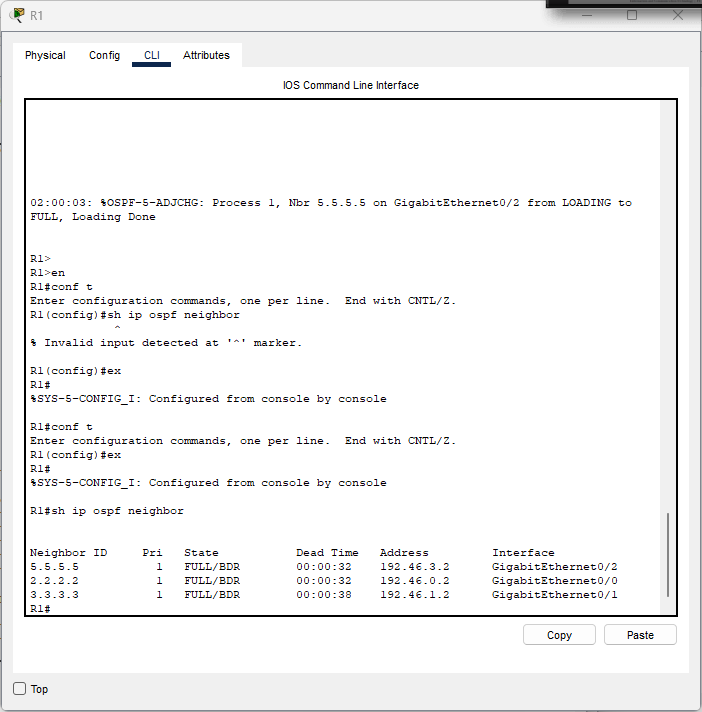 R1
Physical Config CLI Attributes
IOS Command Line Interface
02:00:03: %OSPF-5-ADJCHG: Process 1, Nbr 5.5.5.5 on GigabitEthernet0/2 from LOADING to
FULL, Loading Done
R1>
R1>en
R1#conf t
Enter configuration commands, one per line.  End with CNTL/Z.
R1(config)#sh ip ospf neighbor
            ^
% Invalid input detected at '^' marker.
R1(config)#ex
R1#
%SYS-5-CONFIG_I: Configured from console by console
R1#conf t
Enter configuration commands, one per line.  End with CNTL/Z.
R1(config)#ex
R1#
%SYS-5-CONFIG_I: Configured from console by console
R1#sh ip ospf neighbor
Neighbor ID     Pri   State           Dead Time   Address         Interface
5.5.5.5           1   FULL/BDR        00:00:32    192.46.3.2      GigabitEthernet0/2
2.2.2.2           1   FULL/BDR        00:00:32    192.46.0.2      GigabitEthernet0/0
3.3.3.3           1   FULL/BDR        00:00:38    192.46.1.2      GigabitEthernet0/1
R1#
Copy Paste
Top